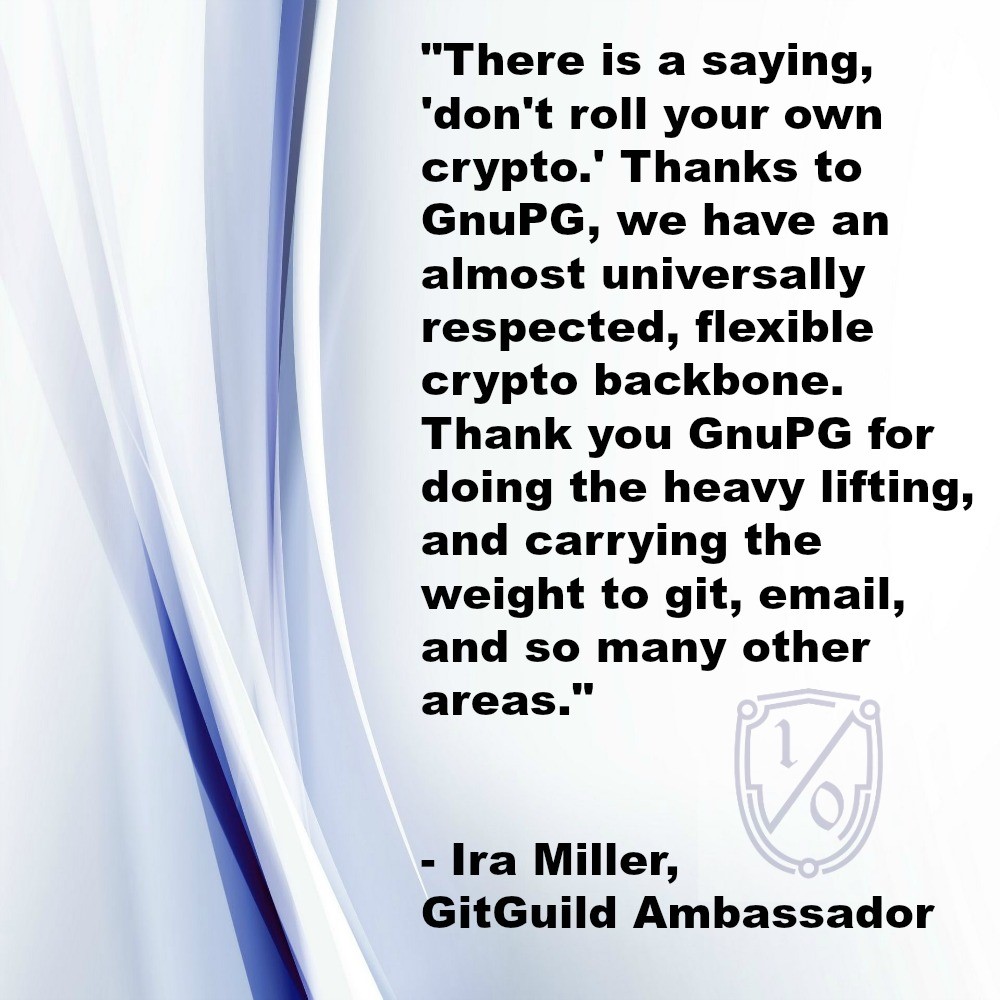 "There is a saying,
'don't roll your own
crypto.' Thanks to
GnuPG, we have an
almost universally
respected, flexible
crypto backbone.
Thank you GnuPG for
doing the heavy lifting,
and carrying the
weight to git, email,
and so many other
areas."
1/0
- Ira Miller,
GitGuild Ambassador